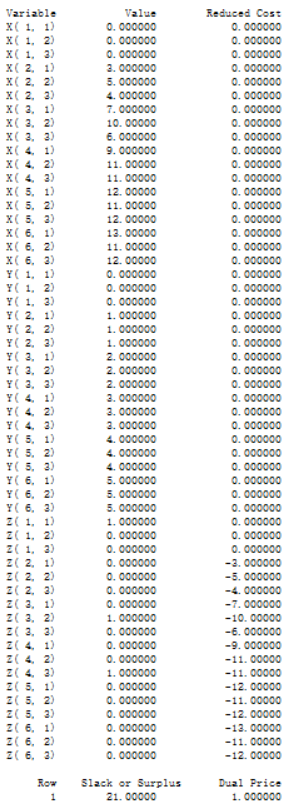 Variable Value Reduced Cost
X( 1, 1) 0.000000 0.000000
X( 1, 2) 0.000000 0.000000
X( 1, 3) 0.000000 0.000000
X( 2, 1) 3.000000 0.000000
X( 2, 2) 5.000000 0.000000
X( 2, 3) 4.000000 0.000000
X( 3, 1) 7.000000 0.000000
X( 3, 2) 10.00000 0.000000
X( 3, 3) 6.000000 0.000000
X( 4, 1) 9.000000 0.000000
X( 4, 2) 11.00000 0.000000
X( 4, 3) 11.00000 0.000000
X( 5, 1) 12.00000 0.000000
X( 5, 2) 11.00000 0.000000
X( 5, 3) 12.00000 0.000000
X( 6, 1) 13.00000 0.000000
X( 6, 2) 11.00000 0.000000
X( 6, 3) 12.00000 0.000000
Y( 1, 1) 0.000000 0.000000
Y( 1, 2) 0.000000 0.000000
Y( 1, 3) 0.000000 0.000000
Y( 2, 1) 1.000000 0.000000
Y( 2, 2) 1.000000 0.000000
Y( 2, 3) 1.000000 0.000000
Y( 3, 1) 2.000000 0.000000
Y( 3, 2) 2.000000 0.000000
Y( 3, 3) 2.000000 0.000000
Y( 4, 1) 3.000000 0.000000
Y( 4, 2) 3.000000 0.000000
Y( 4, 3) 3.000000 0.000000
Y( 5, 1) 4.000000 0.000000
Y( 5, 2) 4.000000 0.000000
Y( 5, 3) 4.000000 0.000000
Y( 6, 1) 5.000000 0.000000
Y( 6, 2) 5.000000 0.000000
Y( 6, 3) 5.000000 0.000000
Z( 1, 1) 1.000000 0.000000
Z( 1, 2) 0.000000 0.000000
Z( 1, 3) 0.000000 0.000000
Z( 2, 1) 0.000000 -3.000000
Z( 2, 2) 0.000000 -5.000000
Z( 2, 3) 0.000000 -4.000000
Z( 3, 1) 0.000000 -7.000000
Z( 3, 2) 1.000000 -10.00000
Z( 3, 3) 0.000000 -6.000000
Z( 4, 1) 0.000000 -9.000000
Z( 4, 2) 0.000000 -11.00000
Z( 4, 3) 1.000000 -11.00000
Z( 5, 1) 0.000000 -12.00000
Z( 5, 2) 0.000000 -11.00000
Z( 5, 3) 0.000000 -12.00000
Z( 6, 1) 0.000000 -13.00000
Z( 6, 2) 0.000000 -11.00000
Z( 6, 3) 0.000000 -12.00000
Row Slack or Surplus Dual Price
1 21.00000 1.000000